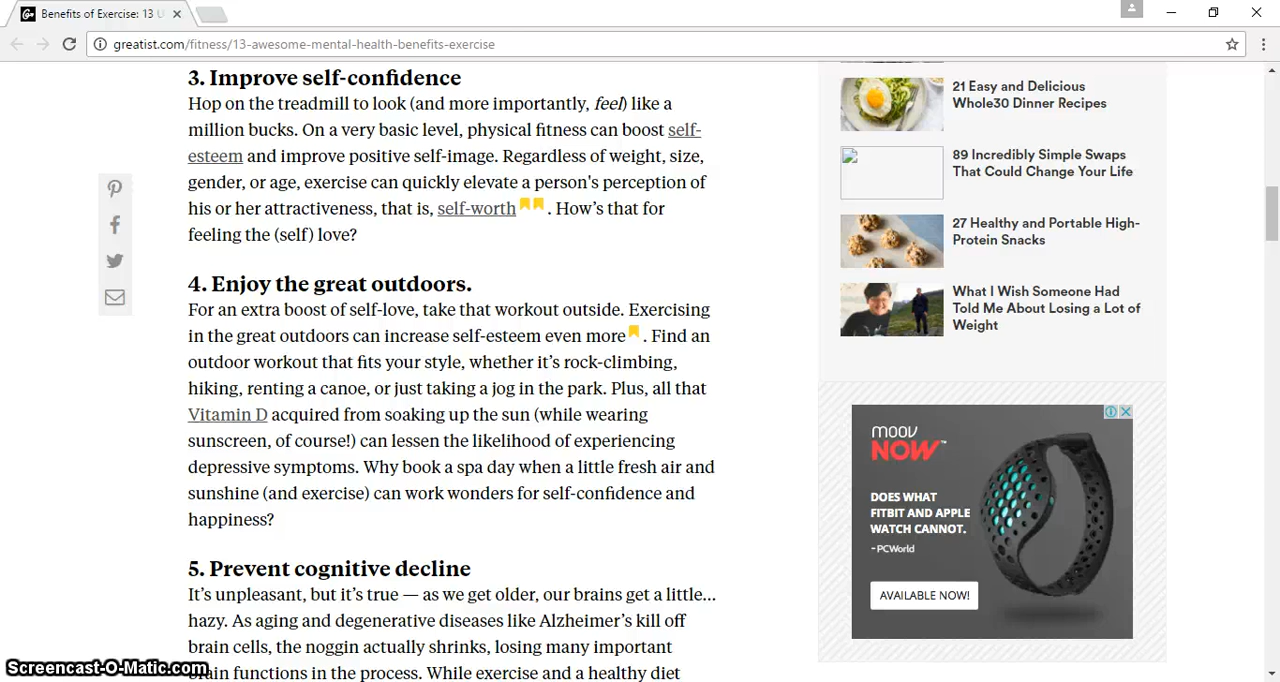 Benefits of Exercise: 13 U
greatist.com/fitness/13-awesome-mental-health-benefits-exercise
3. Improve self-confidence
Hop on the treadmill to look (and more importantly, feel) like a
million bucks. On a very basic level, physical fitness can boost self-
esteem and improve positive self-image. Regardless of weight, size,
gender, or age, exercise can quickly elevate a person's perception of
his or her attractiveness, that is, self-worth . How’s that for
feeling the (self) love?
4. Enjoy the great outdoors.
For an extra boost of self-love, take that workout outside. Exercising
in the great outdoors can increase self-esteem even more . Find an
outdoor workout that fits your style, whether it’s rock-climbing,
hiking, renting a canoe, or just taking a jog in the park. Plus, all that
Vitamin D acquired from soaking up the sun (while wearing
sunscreen, of course!) can lessen the likelihood of experiencing
depressive symptoms. Why book a spa day when a little fresh air and
sunshine (and exercise) can work wonders for self-confidence and
happiness?
5. Prevent cognitive decline
It’s unpleasant, but it’s true — as we get older, our brains get a little…
hazy. As aging and degenerative diseases like Alzheimer’s kill off
brain cells, the noggin actually shrinks, losing many important
brain functions in the process. While exercise and a healthy diet
21 Easy and Delicious
Whole30 Dinner Recipes
89 Incredibly Simple Swaps
That Could Change Your Life
27 Healthy and Portable High-
Protein Snacks
What I Wish Someone Had
Told Me About Losing a Lot of
Weight
moov
NOW™
DOES WHAT
FITBIT AND APPLE
WATCH CANNOT.
-PCWorld
AVAILABLE NOW!
Screencast-O-Matic.com